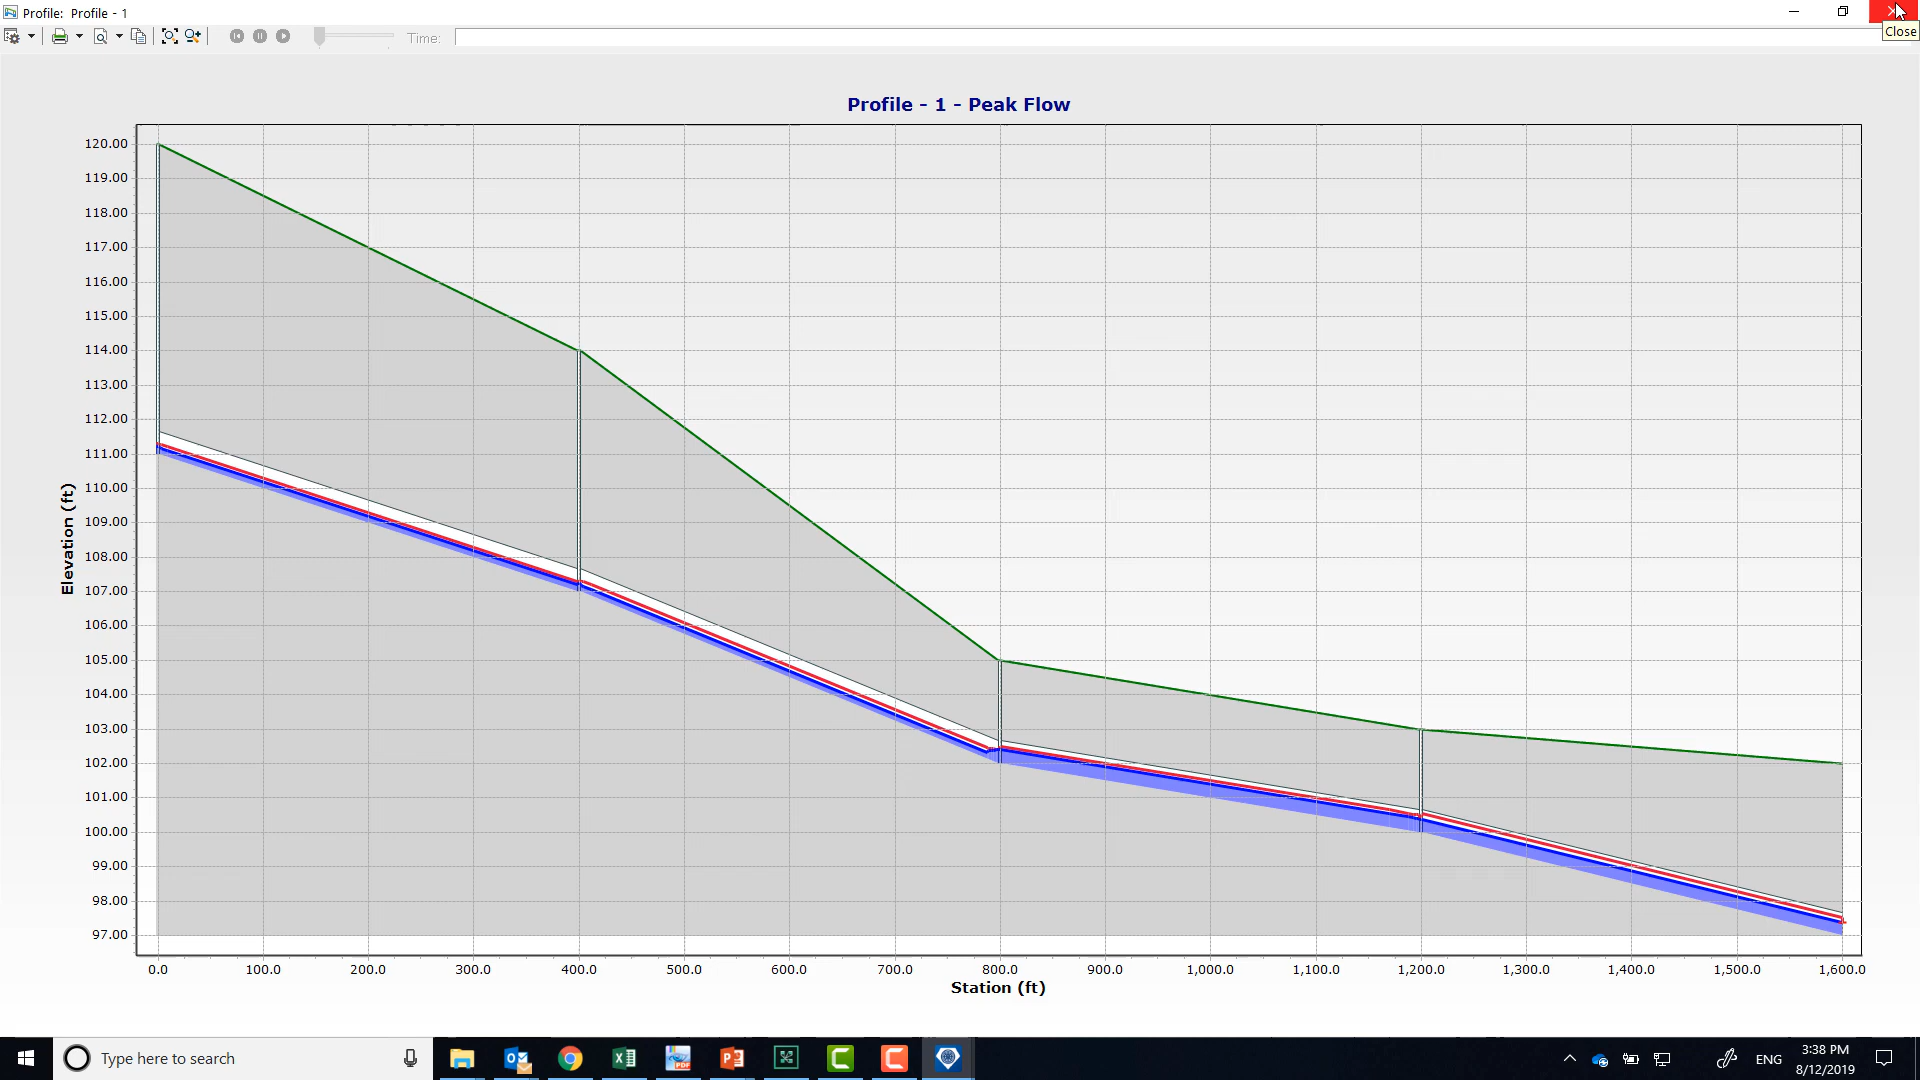 Profile: Profile - 1
Time:
Close
Profile - 1 - Peak Flow
120.00
119.00
118.00
117.00
116.00
115.00
114.00
113.00
112.00
111.00
110.00
109.00
108.00
107.00
106.00
105.00
104.00
103.00
102.00
101.00
100.00
99.00
98.00
97.00
Elevation (ft)
0.0 100.0 200.0 300.0 400.0 500.0 600.0 700.0 800.0 900.0 1,000.0 1,100.0 1,200.0 1,300.0 1,400.0 1,500.0 1,600.0
Station (ft)
Type here to search
ENG
3:38 PM
8/12/2019